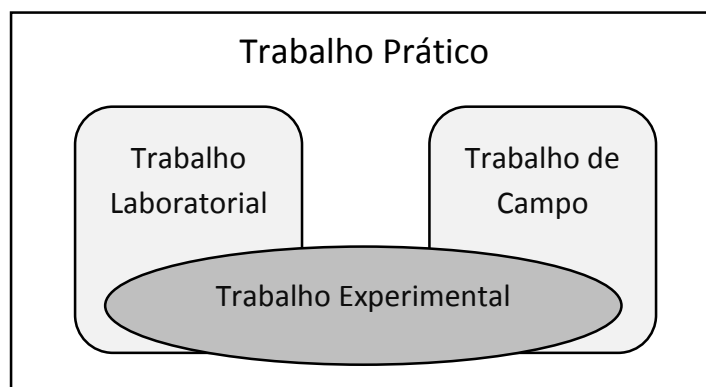 Trabalho Prático
Trabalho
Laboratorial
Trabalho de
Campo
Trabalho Experimental